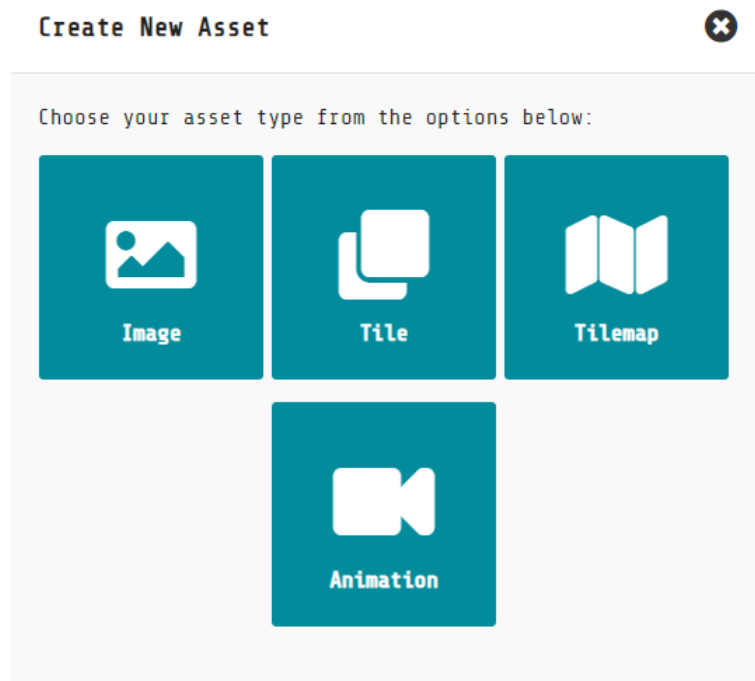 Create New Asset
Choose your asset type from the options below:
Image
Tile
Tilemap
Animation